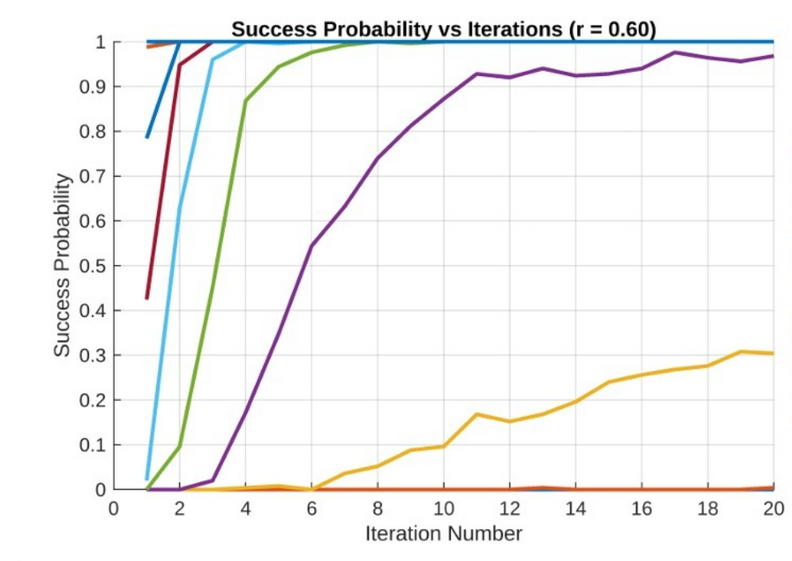 Success Probability vs Iterations (r = 0.60)
1
0.9
0.8
0.7
0.6
0.5
0.4
0.3
0.2
0.1
0
Success Probability
0 2 4 6 8 10 12 14 16 18 20
Iteration Number